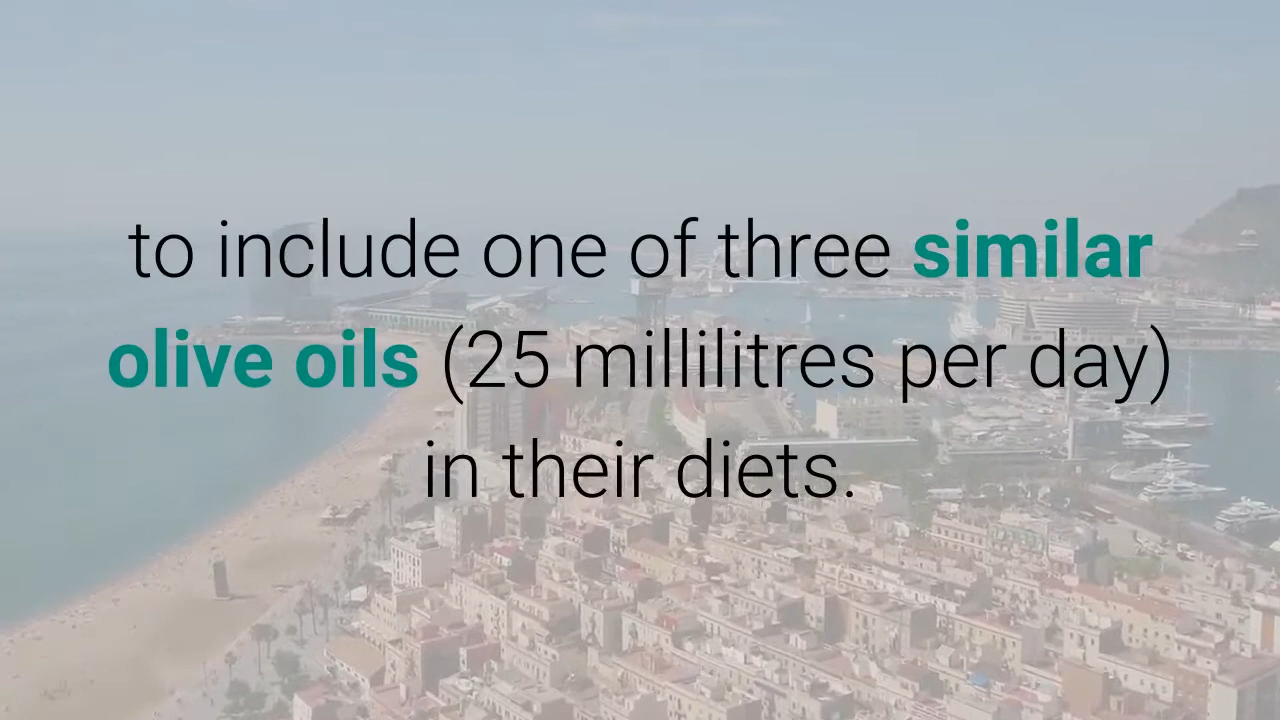 to include one of three similar
olive oils (25 millilitres per day)
in their diets.